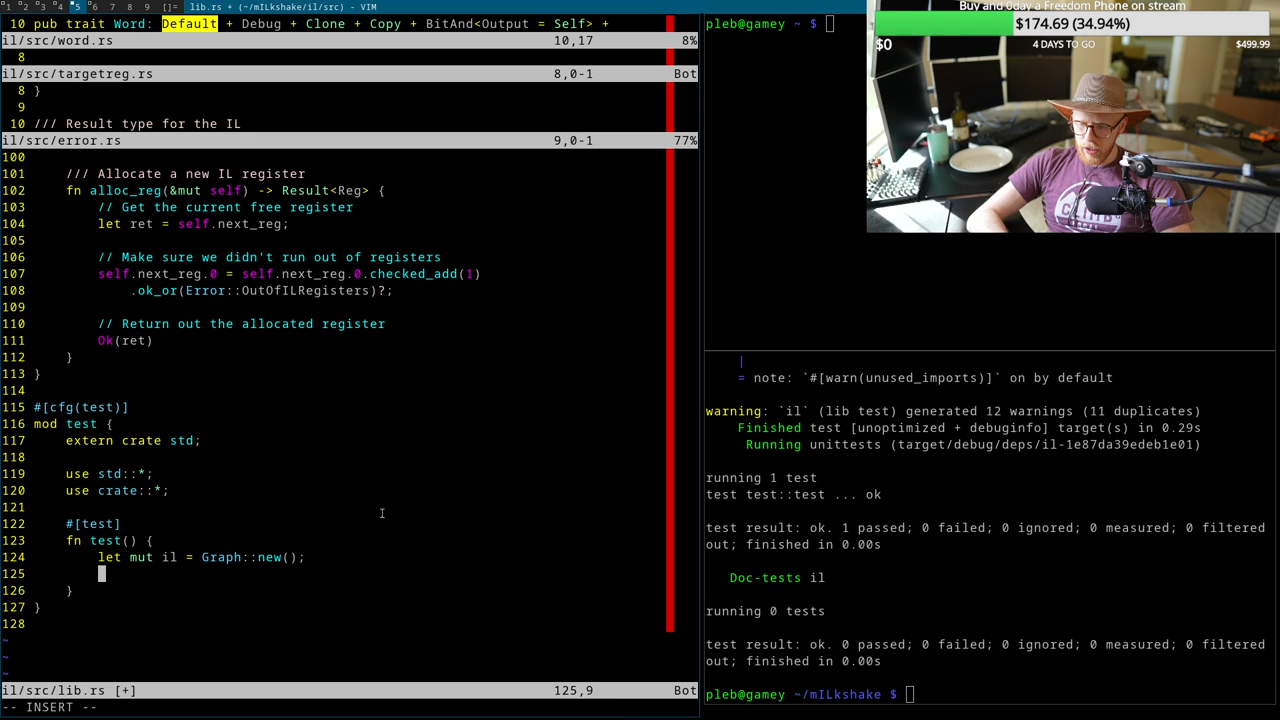 1 2 3 4 5 6 7 8 9 []= lib.rs + (~/mILkshake/il/src) - VIM
10 pub trait Word: Default + Debug + Clone + Copy + BitAnd<Output = Self> +
il/src/word.rs 10,17 8%
8
il/src/targetreg.rs 8,0-1 Bot
8 }
9
10 /// Result type for the IL
il/src/error.rs 9,0-1 77%
100
101 /// Allocate a new IL register
102 fn alloc_reg(&mut self) -> Result<Reg> {
103 // Get the current free register
104 let ret = self.next_reg;
105
106 // Make sure we didn't run out of registers
107 self.next_reg.0 = self.next_reg.0.checked_add(1)
108 .ok_or(Error::OutOfILRegisters)?;
109
110 // Return out the allocated register
111 Ok(ret)
112 }
113 }
114
115 #[cfg(test)]
116 mod test {
117 extern crate std;
118
119 use std::*;
120 use crate::*;
121
122 #[test]
123 fn test() {
124 let mut il = Graph::new();
125
126 }
127 }
128
~
~
~
il/src/lib.rs [+] 125,9 Bot
-- INSERT --
pleb@gamey ~ $
Buy and 0day a Freedom Phone on stream
$174.69 (34.94%)
$0 4 DAYS TO GO $499.99
|
= note: `#[warn(unused_imports)]` on by default
warning: `il` (lib test) generated 12 warnings (11 duplicates)
Finished test [unoptimized + debuginfo] target(s) in 0.29s
Running unittests (target/debug/deps/il-1e87da39edeb1e01)
running 1 test
test test::test ... ok
test result: ok. 1 passed; 0 failed; 0 ignored; 0 measured; 0 filtered
out; finished in 0.00s
Doc-tests il
running 0 tests
test result: ok. 0 passed; 0 failed; 0 ignored; 0 measured; 0 filtered
out; finished in 0.00s
pleb@gamey ~/mILkshake $